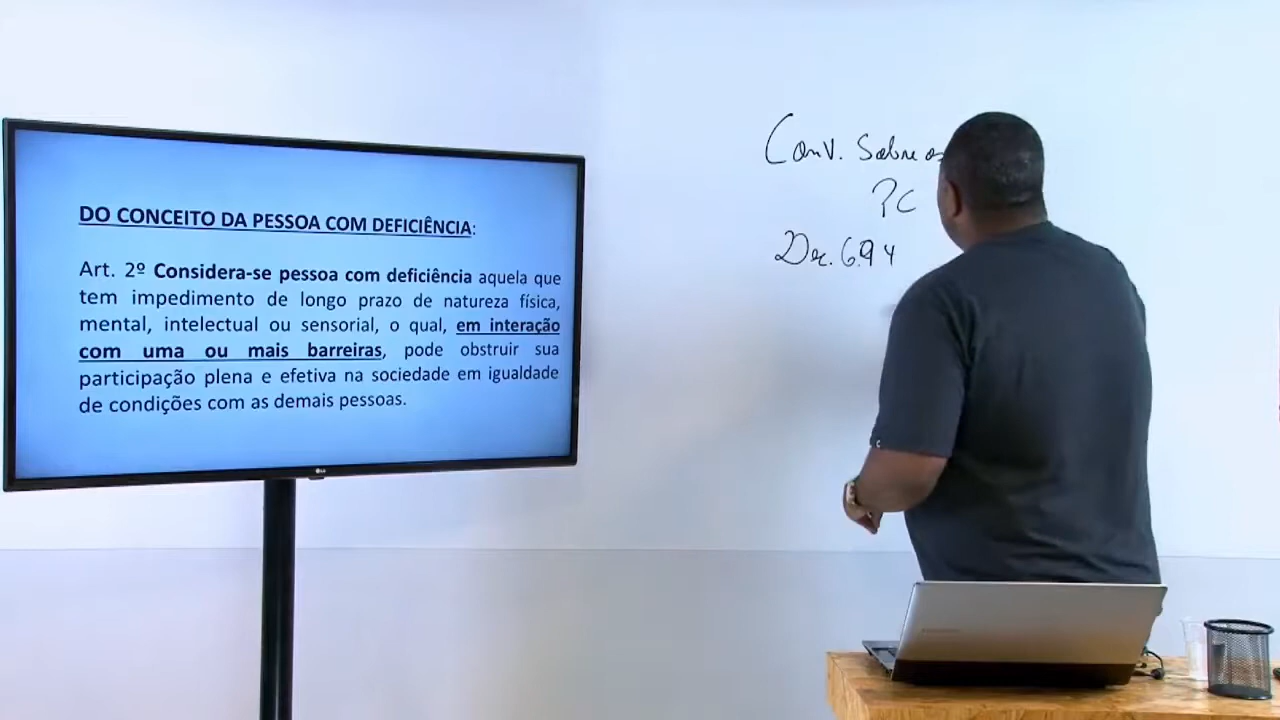 DO CONCEITO DA PESSOA COM DEFICIÊNCIA:
Art. 2º Considera-se pessoa com deficiência aquela que
tem impedimento de longo prazo de natureza física,
mental, intelectual ou sensorial, o qual, em interação
com uma ou mais barreiras, pode obstruir sua
participação plena e efetiva na sociedade em igualdade
de condições com as demais pessoas.
LG
Conv. Sobre os
PC
Dec. 6.94